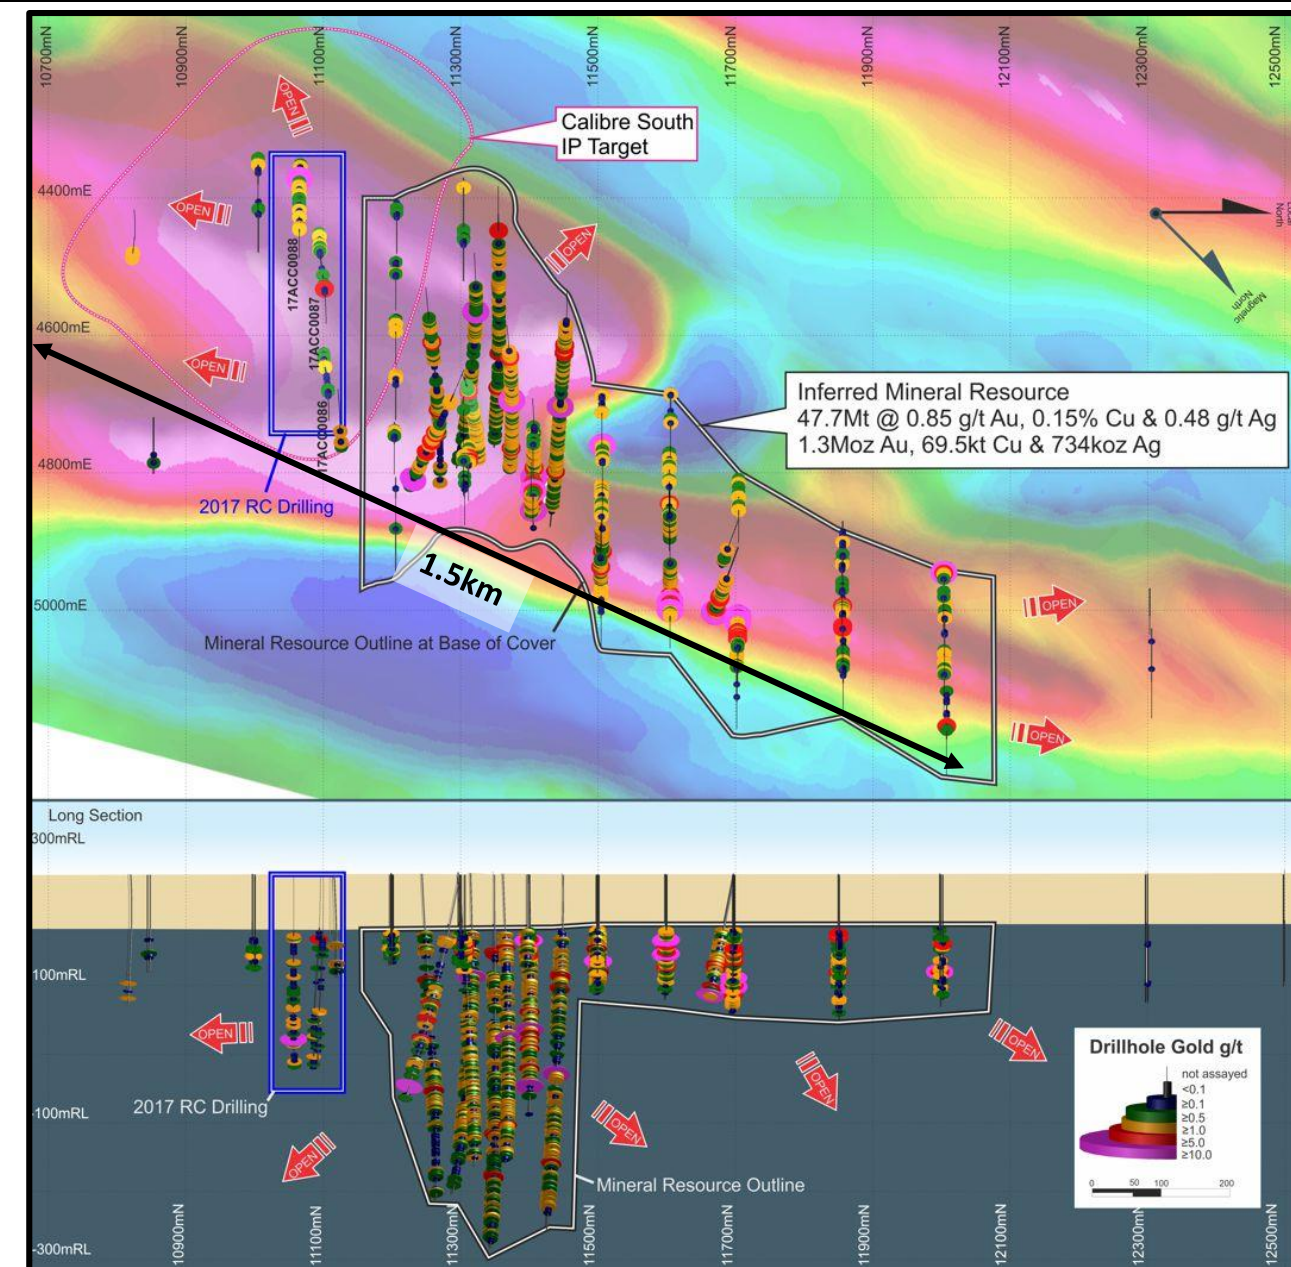 10700mN
10900mN
11100mN
11300mN
11500mN
11700mN
11900mN
12100mN
12300mN
12500mN
OPEN
Calibre South
IP Target
4400mE
OPEN
OPEN
North
17ACC0088
Magnetic
North
17ACC0087
4600mE
OPEN
Inferred Mineral Resource
47.7Mt @ 0.85 g/t Au, 0.15% Cu & 0.48 g/t Ag
1.3Moz Au, 69.5kt Cu & 734koz Ag
17ACC0086
4800mE
2017 RC Drilling
1.5km
5000mE
OPEN
Mineral Resource Outline at Base of Cover
OPEN
Long Section
300mRL
100mRL
OPEN
OPEN
OPEN
2017 RC Drilling
-100mRL
OPEN
OPEN
Mineral Resource Outline
Drillhole Gold g/t
not assayed
<0.1
≥0.1
≥0.5
≥1.0
≥5.0
≥10.0
0 50 100 200
-300mRL
10900mN
11100mN
11300mN
11500mN
11700mN
11900mN
12100mN
12300mN
12500mN